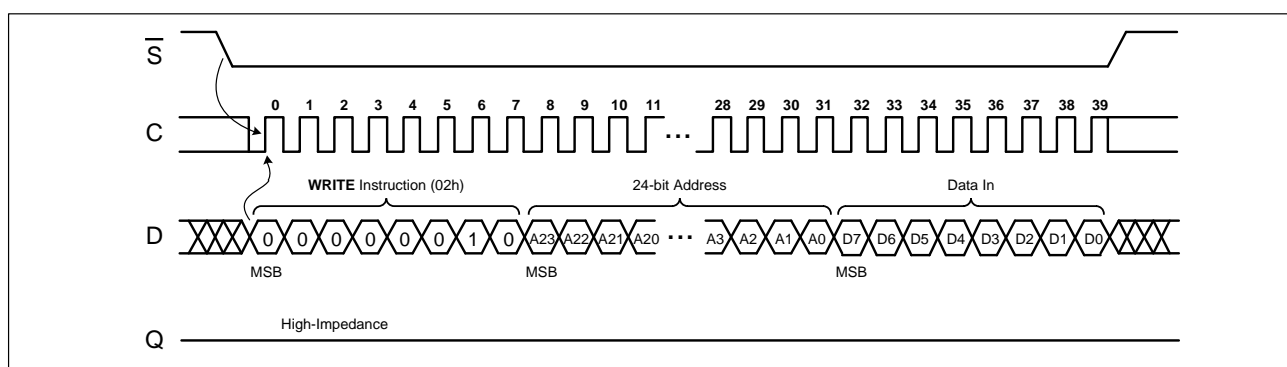 S
0 1 2 3 4 5 6 7 8 9 10 11 28 29 30 31 32 33 34 35 36 37 38 39
C ...
WRITE Instruction (02h) 24-bit Address Data In
D 0 0 0 0 0 0 1 0 A23 A22 A21 A20 ... A3 A2 A1 A0 D7 D6 D5 D4 D3 D2 D1 D0
MSB MSB MSB
High-Impedance
Q